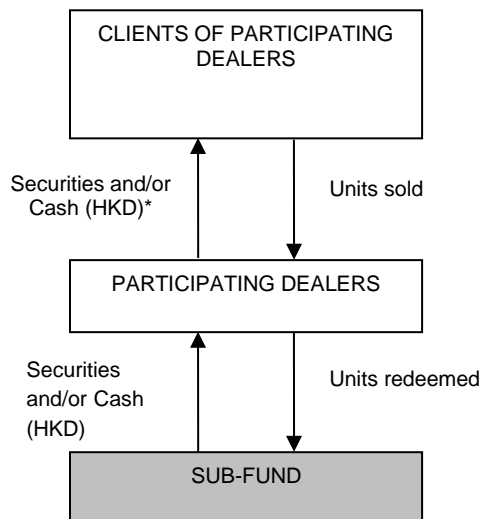 CLIENTS OF PARTICIPATING
DEALERS
Securities and/or
Cash (HKD)*
Units sold
PARTICIPATING DEALERS
Securities
and/or Cash
(HKD)
Units redeemed
SUB-FUND